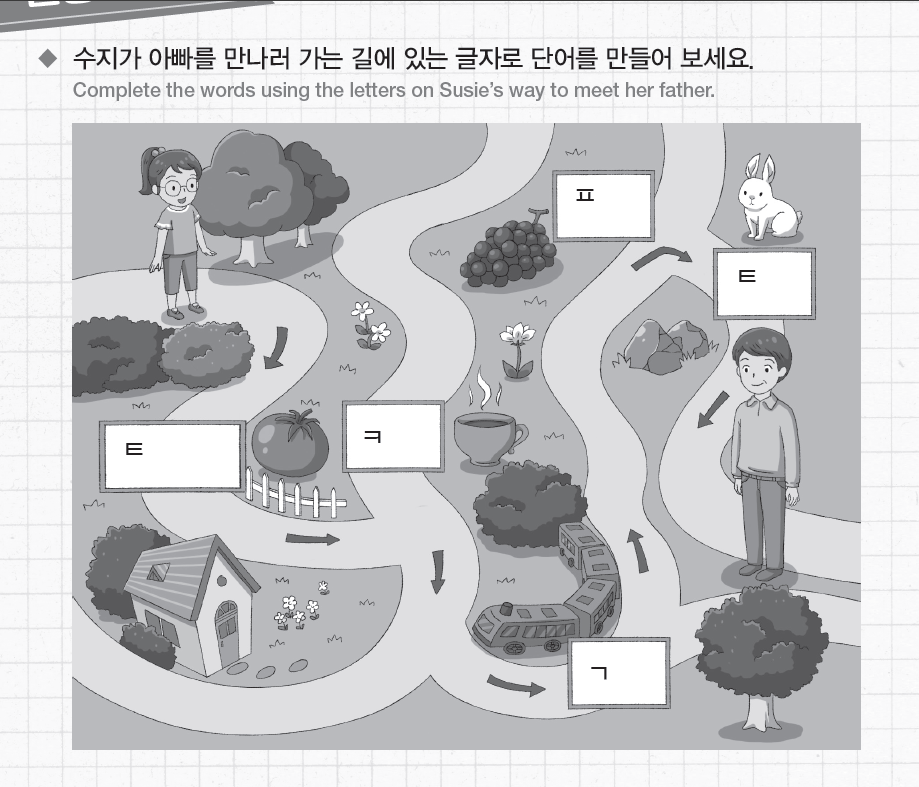 수지가 아빠를 만나러 가는 길에 있는 글자로 단어를 만들어 보세요.
Complete the words using the letters on Susie's way to meet her father.
ㅍ
ㅌ
ㅌ
ㅋ
ㄱ